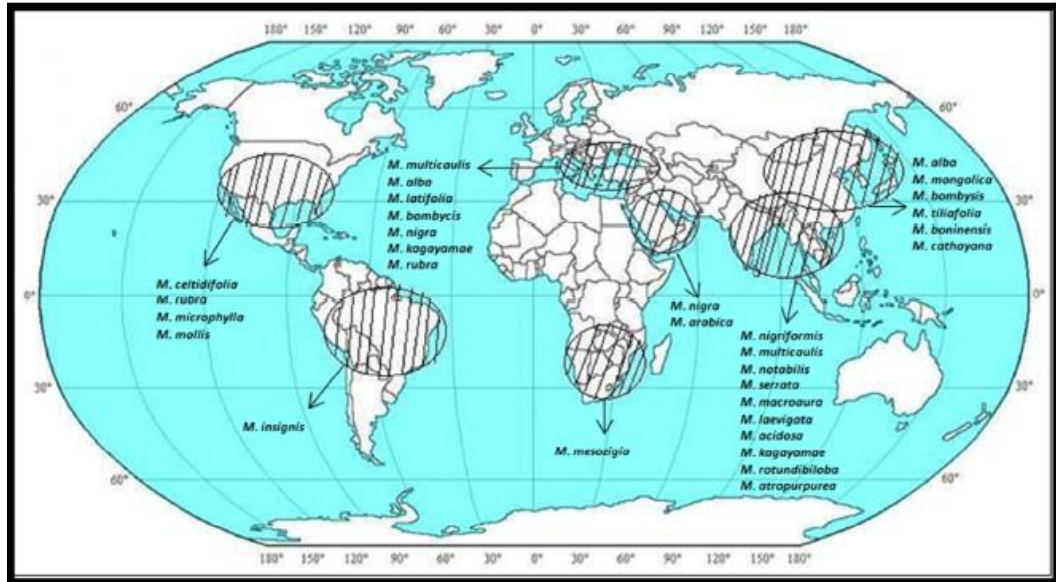 180° 150° 120° 90° 60° 30° 0° 30° 60° 90° 120° 150° 180°
60° 60°
30° 30°
0° 0°
30° 30°
60° 60°
M. multicaulis
M. alba
M. latifolia
M. bombycis
M. nigra
M. kagayamae
M. rubra
M. alba
M. mongolica
M. bombysis
M. tiliafolia
M. boninensis
M. cathayana
M. celtidifolia
M. rubra
M. microphylla
M. mollis
M. nigra
M. arabica
M. nigriformis
M. multicaulis
M. notabilis
M. serrata
M. macroaura
M. laevigata
M. acidosa
M. kagayamae
M. rotundibiloba
M. atropurpurea
M. insignis
M. mesozigia
180° 150° 120° 90° 60° 30° 0° 30° 60° 90° 120° 150° 180°